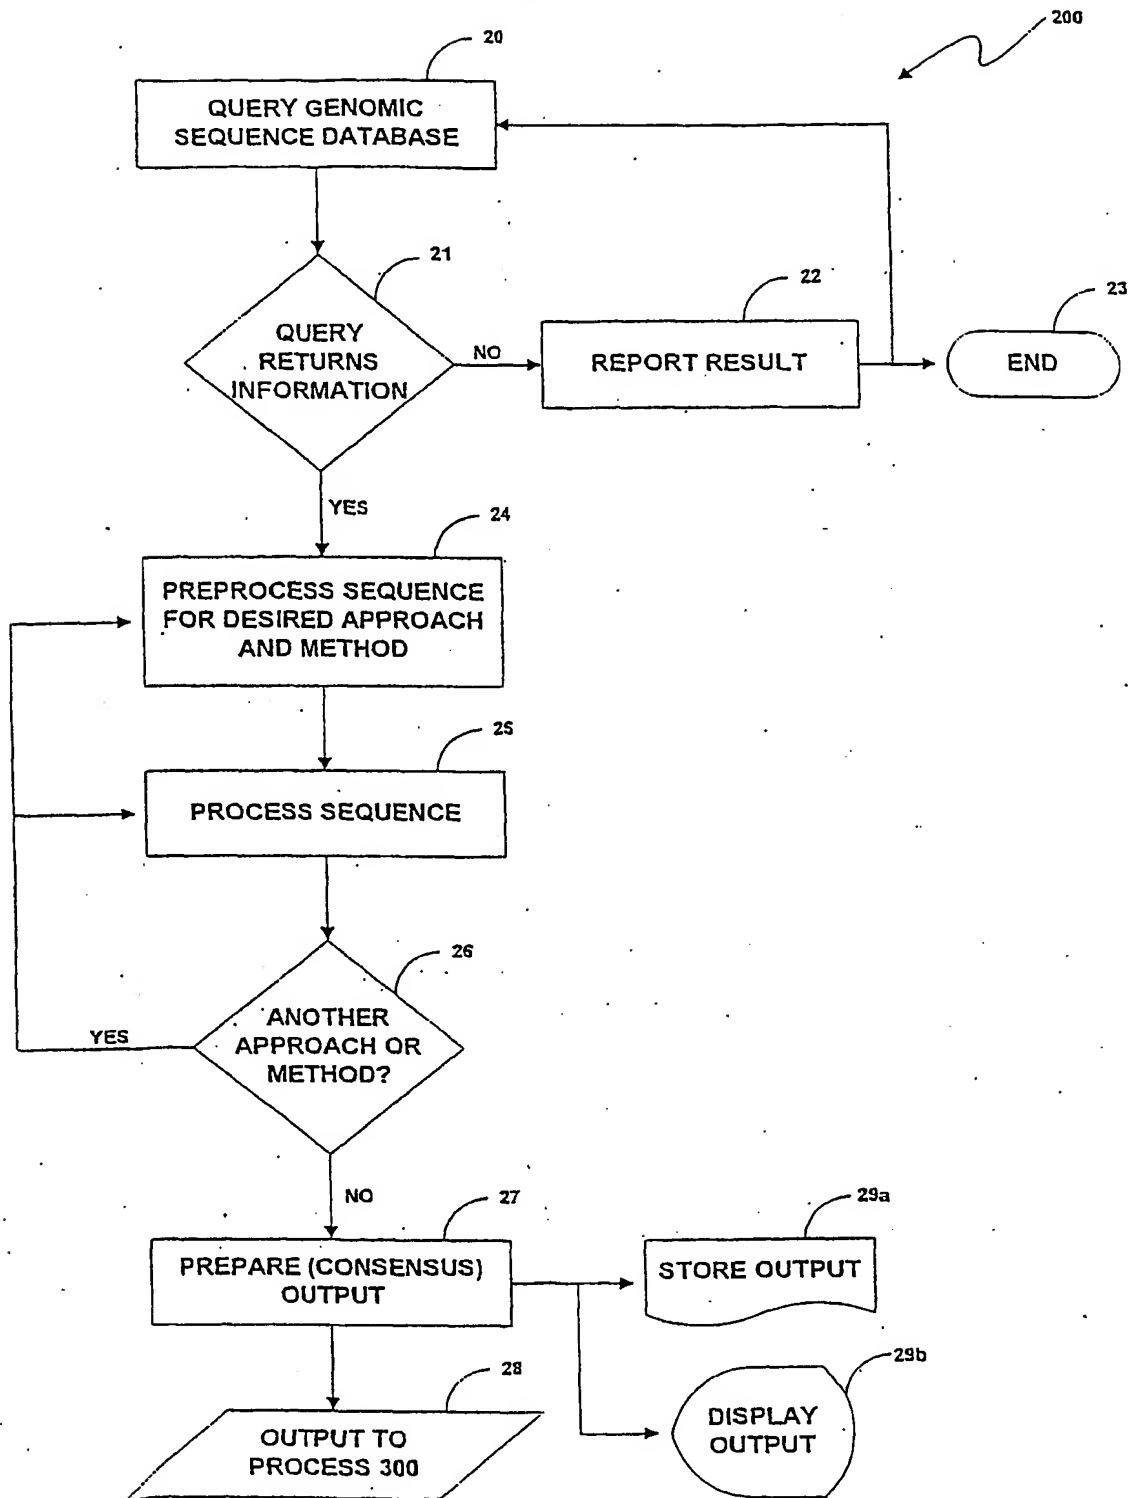 200
20
QUERY GENOMIC
SEQUENCE DATABASE
21
QUERY
RETURNS
INFORMATION
NO
22
REPORT RESULT
23
END
YES
24
PREPROCESS SEQUENCE
FOR DESIRED APPROACH
AND METHOD
25
PROCESS SEQUENCE
26
ANOTHER
APPROACH OR
METHOD?
YES
NO
27
PREPARE (CONSENSUS)
OUTPUT
29a
STORE OUTPUT
28
OUTPUT TO
PROCESS 300
29b
DISPLAY
OUTPUT